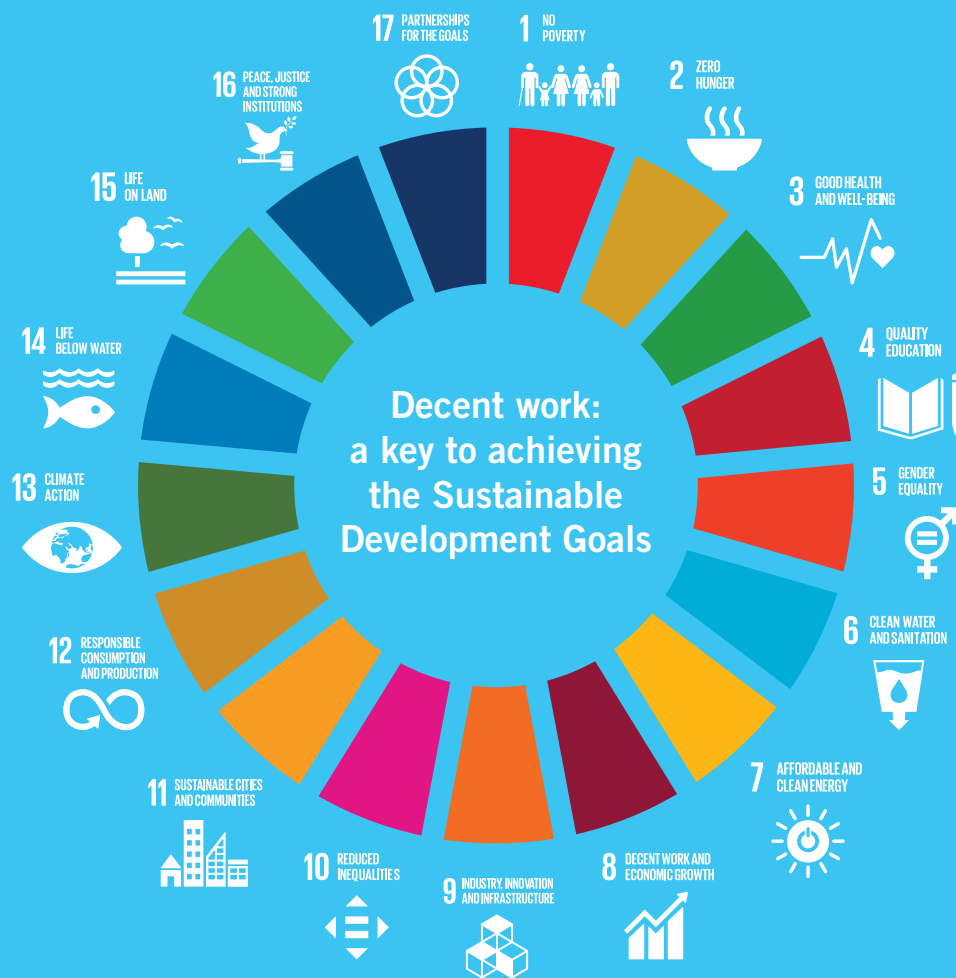 Decent work:
a key to achieving
the Sustainable
Development Goals
1 NO
POVERTY
2 ZERO
HUNGER
3 GOOD HEALTH
AND WELL-BEING
4 QUALITY
EDUCATION
5 GENDER
EQUALITY
6 CLEAN WATER
AND SANITATION
7 AFFORDABLE AND
CLEAN ENERGY
8 DECENT WORK AND
ECONOMIC GROWTH
9 INDUSTRY, INNOVATION
AND INFRASTRUCTURE
10 REDUCED
INEQUALITIES
11 SUSTAINABLE CITIES
AND COMMUNITIES
12 RESPONSIBLE
CONSUMPTION
AND PRODUCTION
13 CLIMATE
ACTION
14 LIFE
BELOW WATER
15 LIFE
ON LAND
16 PEACE, JUSTICE
AND STRONG
INSTITUTIONS
17 PARTNERSHIPS
FOR THE GOALS